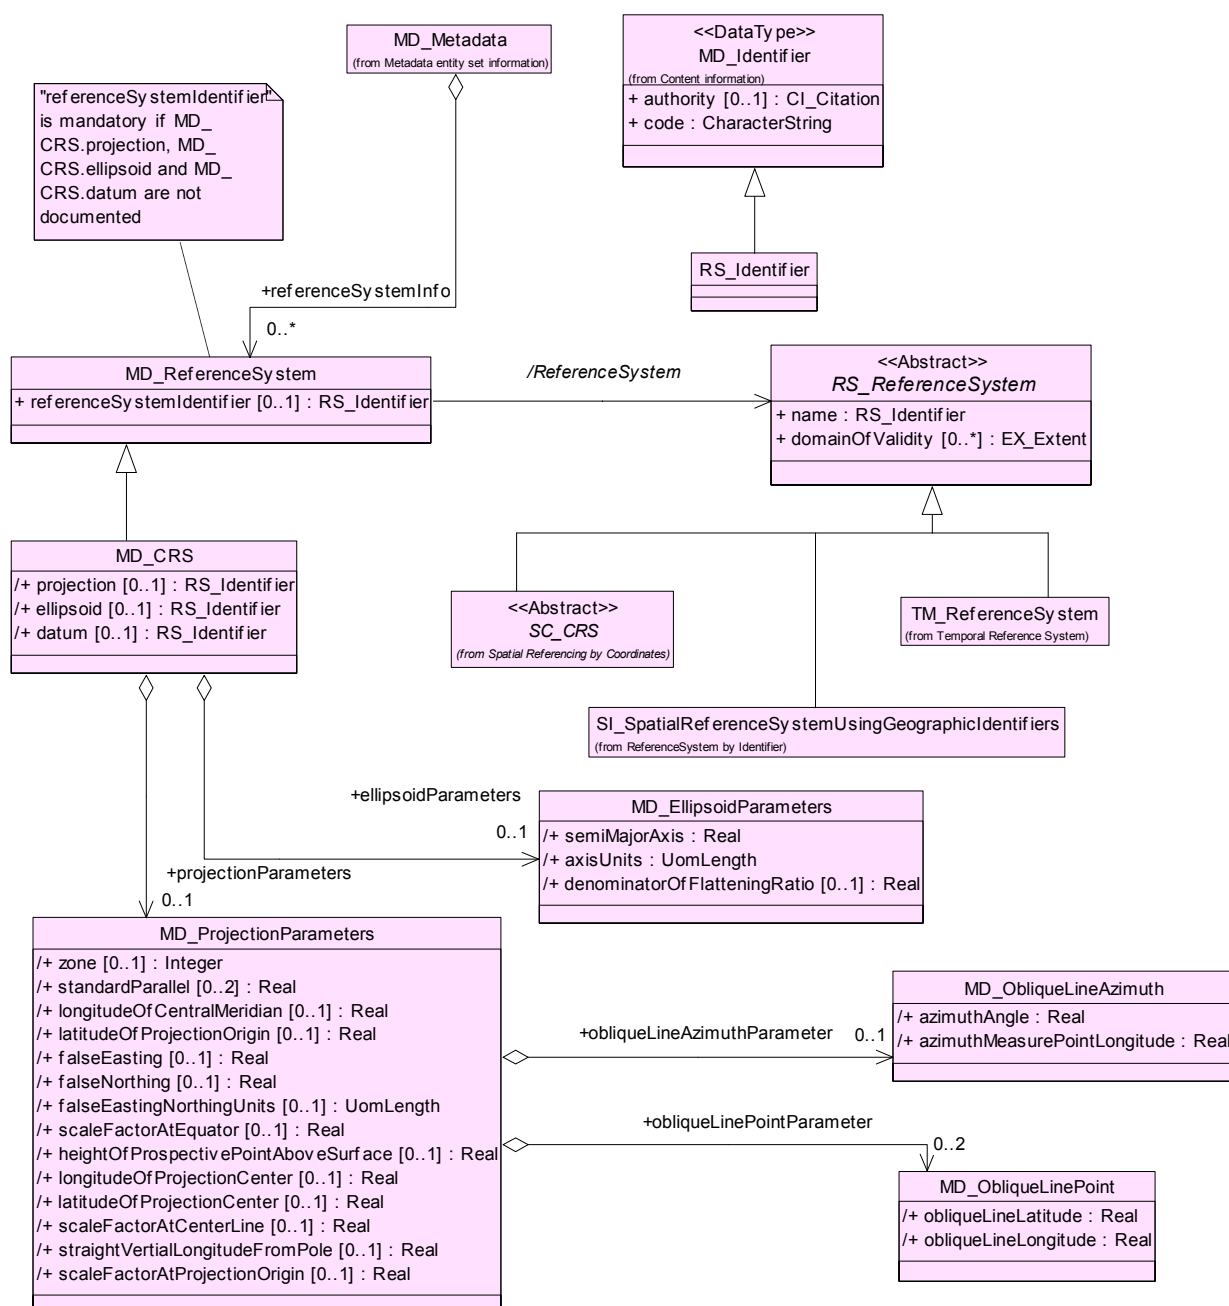 MD_Metadata
(from Metadata entity set information)
<<DataType>>
MD_Identifier
(from Content information)
+ authority [0..1] : CI_Citation
+ code : CharacterString
"referenceSystemIdentifier"
is mandatory if MD_
CRS.projection, MD_
CRS.ellipsoid and MD_
CRS.datum are not
documented
RS_Identifier
+referenceSystemInfo
0..*
MD_ReferenceSystem
+ referenceSystemIdentifier [0..1] : RS_Identifier
/ReferenceSystem
<<Abstract>>
RS_ReferenceSystem
+ name : RS_Identifier
+ domainOfValidity [0..*] : EX_Extent
MD_CRS
/+ projection [0..1] : RS_Identifier
/+ ellipsoid [0..1] : RS_Identifier
/+ datum [0..1] : RS_Identifier
<<Abstract>>
SC_CRS
(from Spatial Referencing by Coordinates)
TM_ReferenceSystem
(from Temporal Reference System)
SI_SpatialReferenceSystemUsingGeographicIdentifiers
(from ReferenceSystem by Identifier)
+ellipsoidParameters
0..1
MD_EllipsoidParameters
/+ semiMajorAxis : Real
/+ axisUnits : UomLength
/+ denominatorOfFlatteningRatio [0..1] : Real
+projectionParameters
0..1
MD_ProjectionParameters
/+ zone [0..1] : Integer
/+ standardParallel [0..2] : Real
/+ longitudeOfCentralMeridian [0..1] : Real
/+ latitudeOfProjectionOrigin [0..1] : Real
/+ falseEasting [0..1] : Real
/+ falseNorthing [0..1] : Real
/+ falseEastingNorthingUnits [0..1] : UomLength
/+ scaleFactorAtEquator [0..1] : Real
/+ heightOfProspectivePointAboveSurface [0..1] : Real
/+ longitudeOfProjectionCenter [0..1] : Real
/+ latitudeOfProjectionCenter [0..1] : Real
/+ scaleFactorAtCenterLine [0..1] : Real
/+ straightVertialLongitudeFromPole [0..1] : Real
/+ scaleFactorAtProjectionOrigin [0..1] : Real
+obliqueLineAzimuthParameter
0..1
MD_ObliqueLineAzimuth
/+ azimuthAngle : Real
/+ azimuthMeasurePointLongitude : Real
+obliqueLinePointParameter
0..2
MD_ObliqueLinePoint
/+ obliqueLineLatitude : Real
/+ obliqueLineLongitude : Real